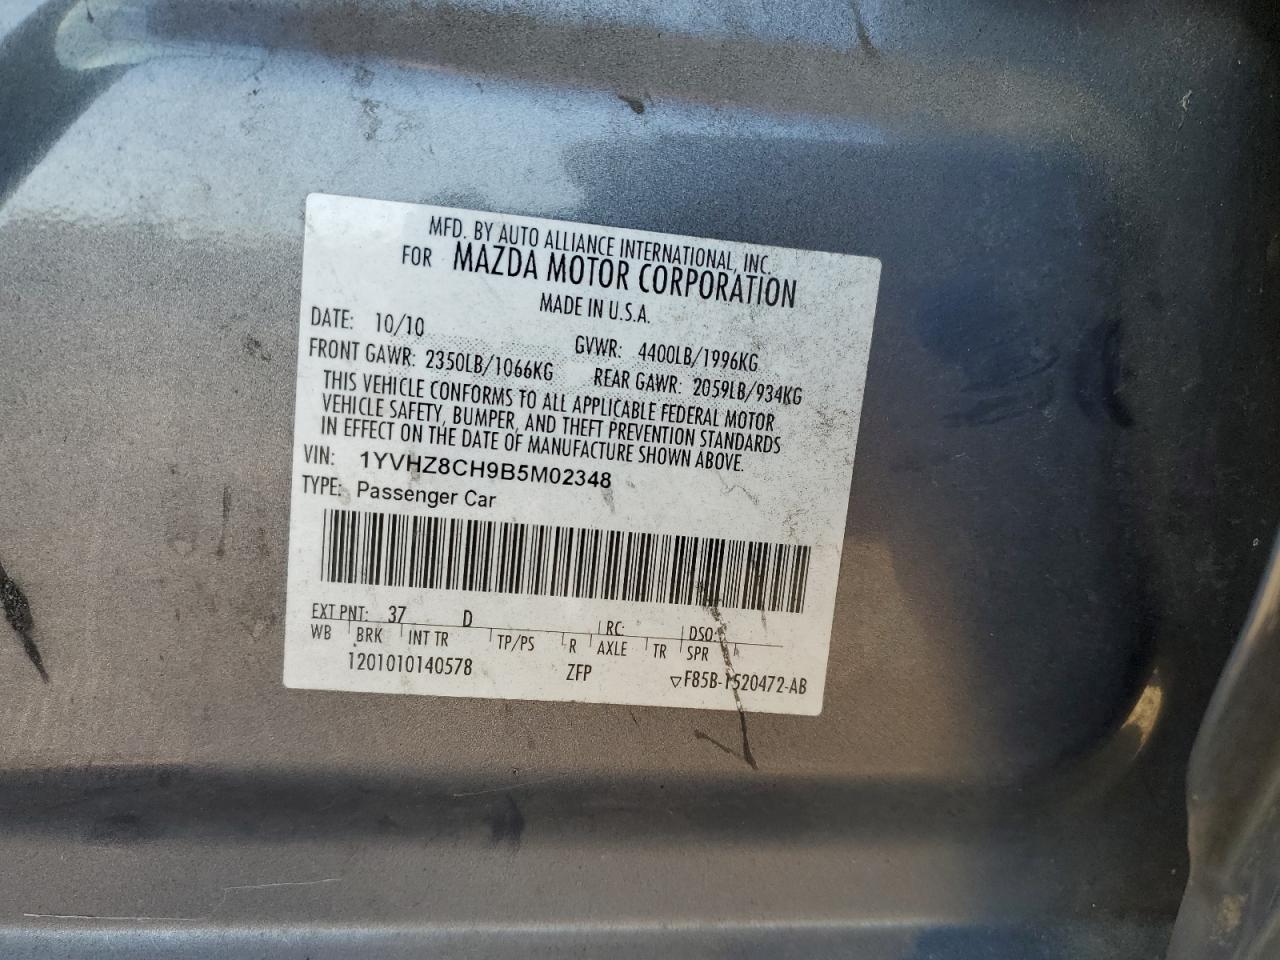 MFD. BY AUTO ALLIANCE INTERNATIONAL, INC.
FOR MAZDA MOTOR CORPORATION
MADE IN U.S.A.
DATE: 10/10 GVWR: 4400LB/1996KG
FRONT GAWR: 2350LB/1066KG REAR GAWR: 2059LB/934KG
THIS VEHICLE CONFORMS TO ALL APPLICABLE FEDERAL MOTOR
VEHICLE SAFETY, BUMPER, AND THEFT PREVENTION STANDARDS
IN EFFECT ON THE DATE OF MANUFACTURE SHOWN ABOVE.
VIN: 1YVHZ8CH9B5M02348
TYPE: Passenger Car
EXT PNT: 37 D RC: DSO:
WB BRK INT TR TP/PS R AXLE TR SPR
1201010140578 ZFP ▽F85B-1520472-AB